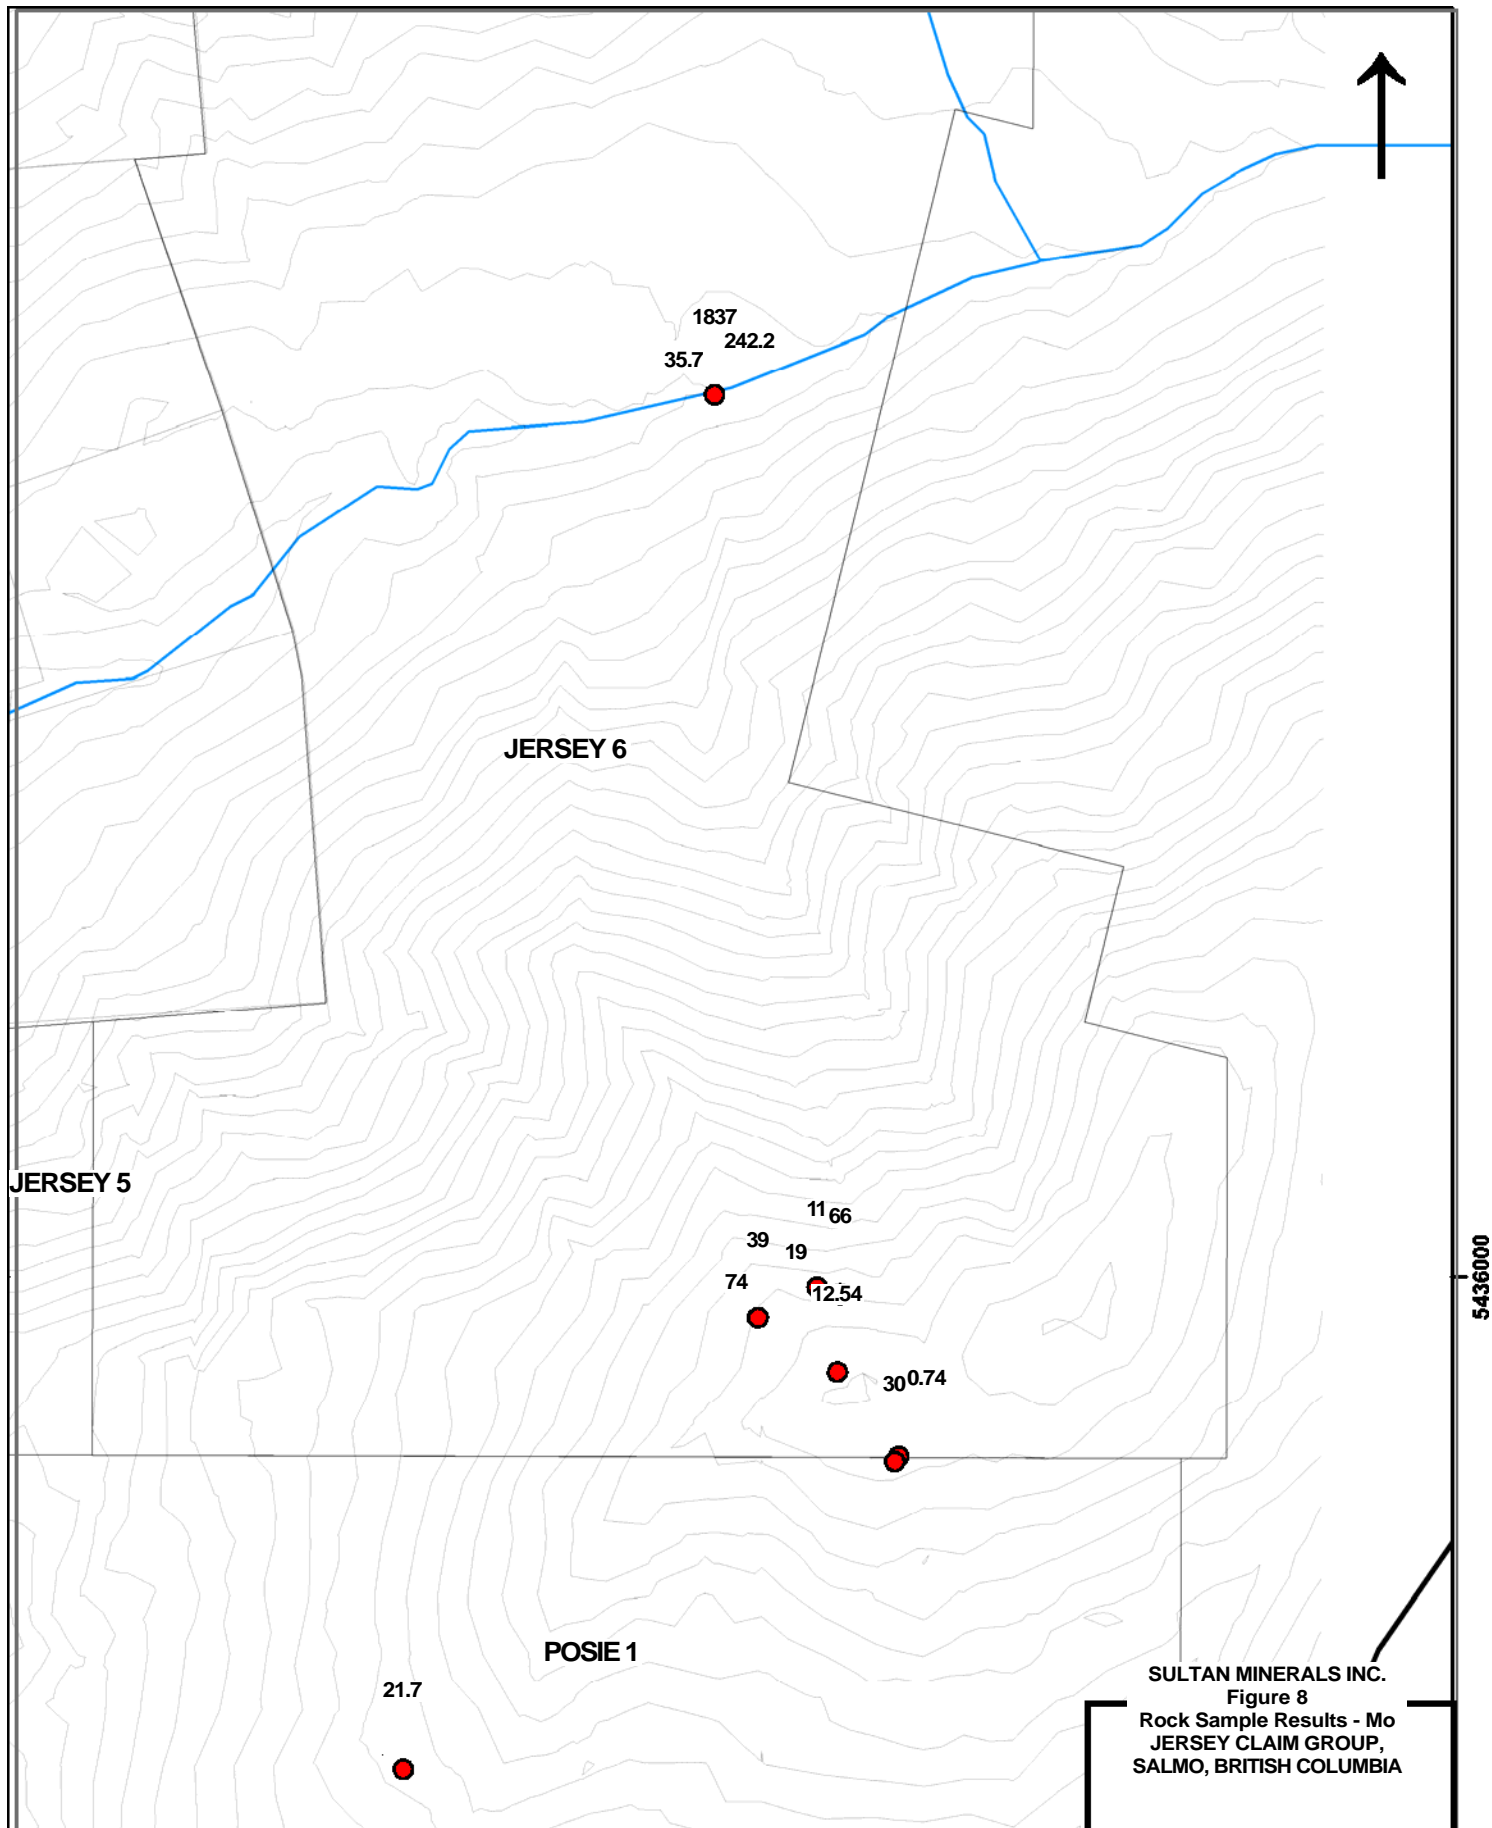 1837
242.2
35.7
JERSEY 6
JERSEY 5
11
66
39
19
74
12.54
5436000
30
0.74
POSIE 1
21.7
SULTAN MINERALS INC.
Figure 8
Rock Sample Results - Mo
JERSEY CLAIM GROUP,
SALMO, BRITISH COLUMBIA